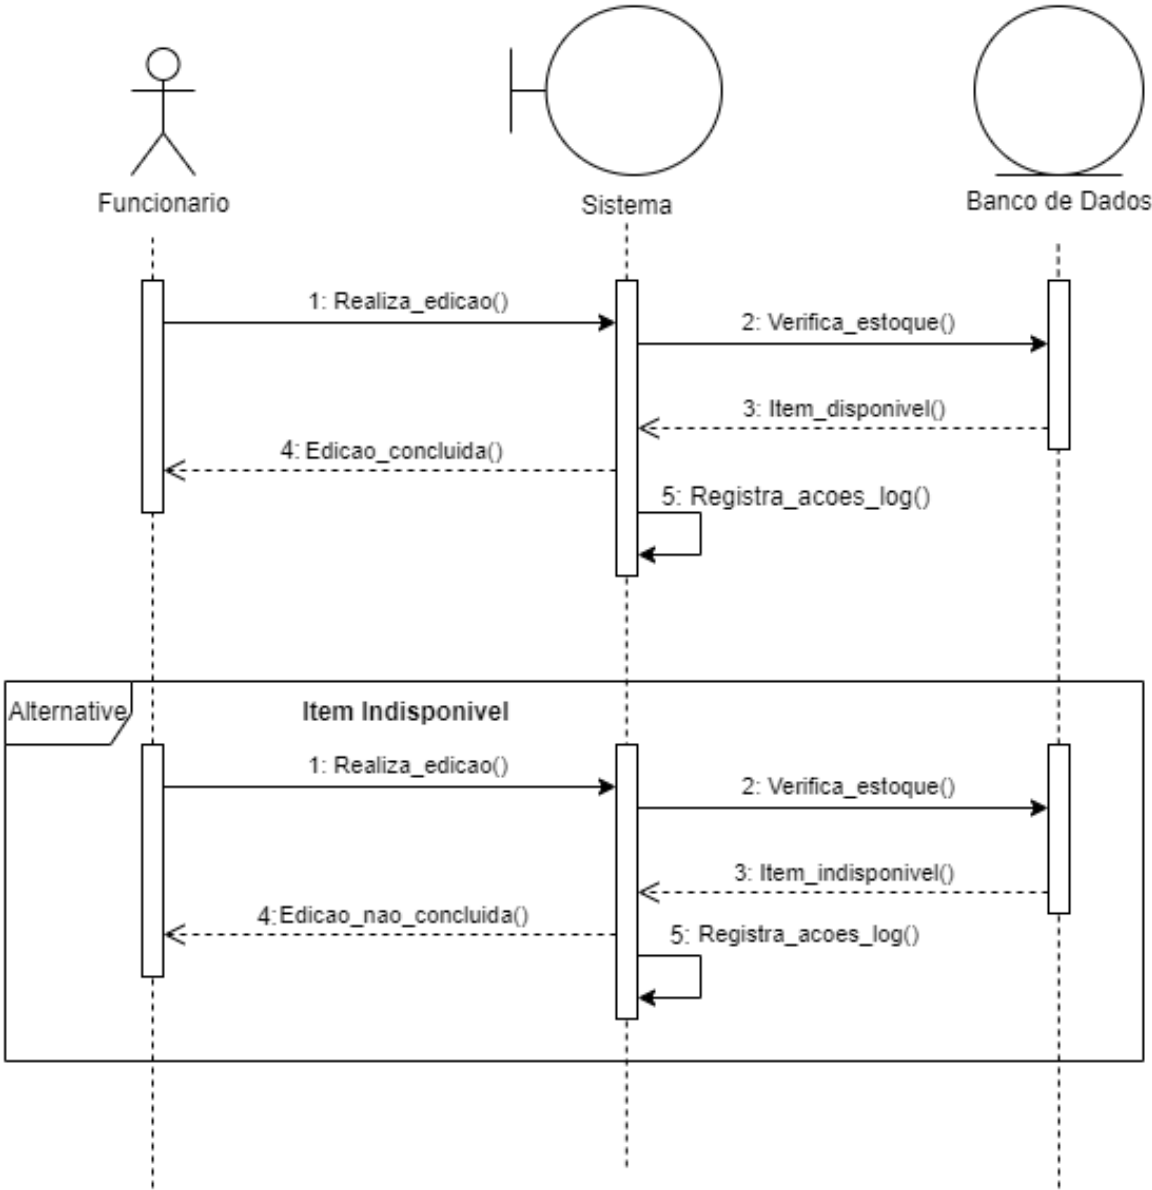 Funcionario
Sistema
Banco de Dados
1: Realiza_edicao()
2: Verifica_estoque()
3: Item_disponivel()
4: Edicao_concluida()
5: Registra_acoes_log()
Alternative
Item Indisponivel
1: Realiza_edicao()
2: Verifica_estoque()
3: Item_indisponivel()
4:Edicao_nao_concluida()
5: Registra_acoes_log()